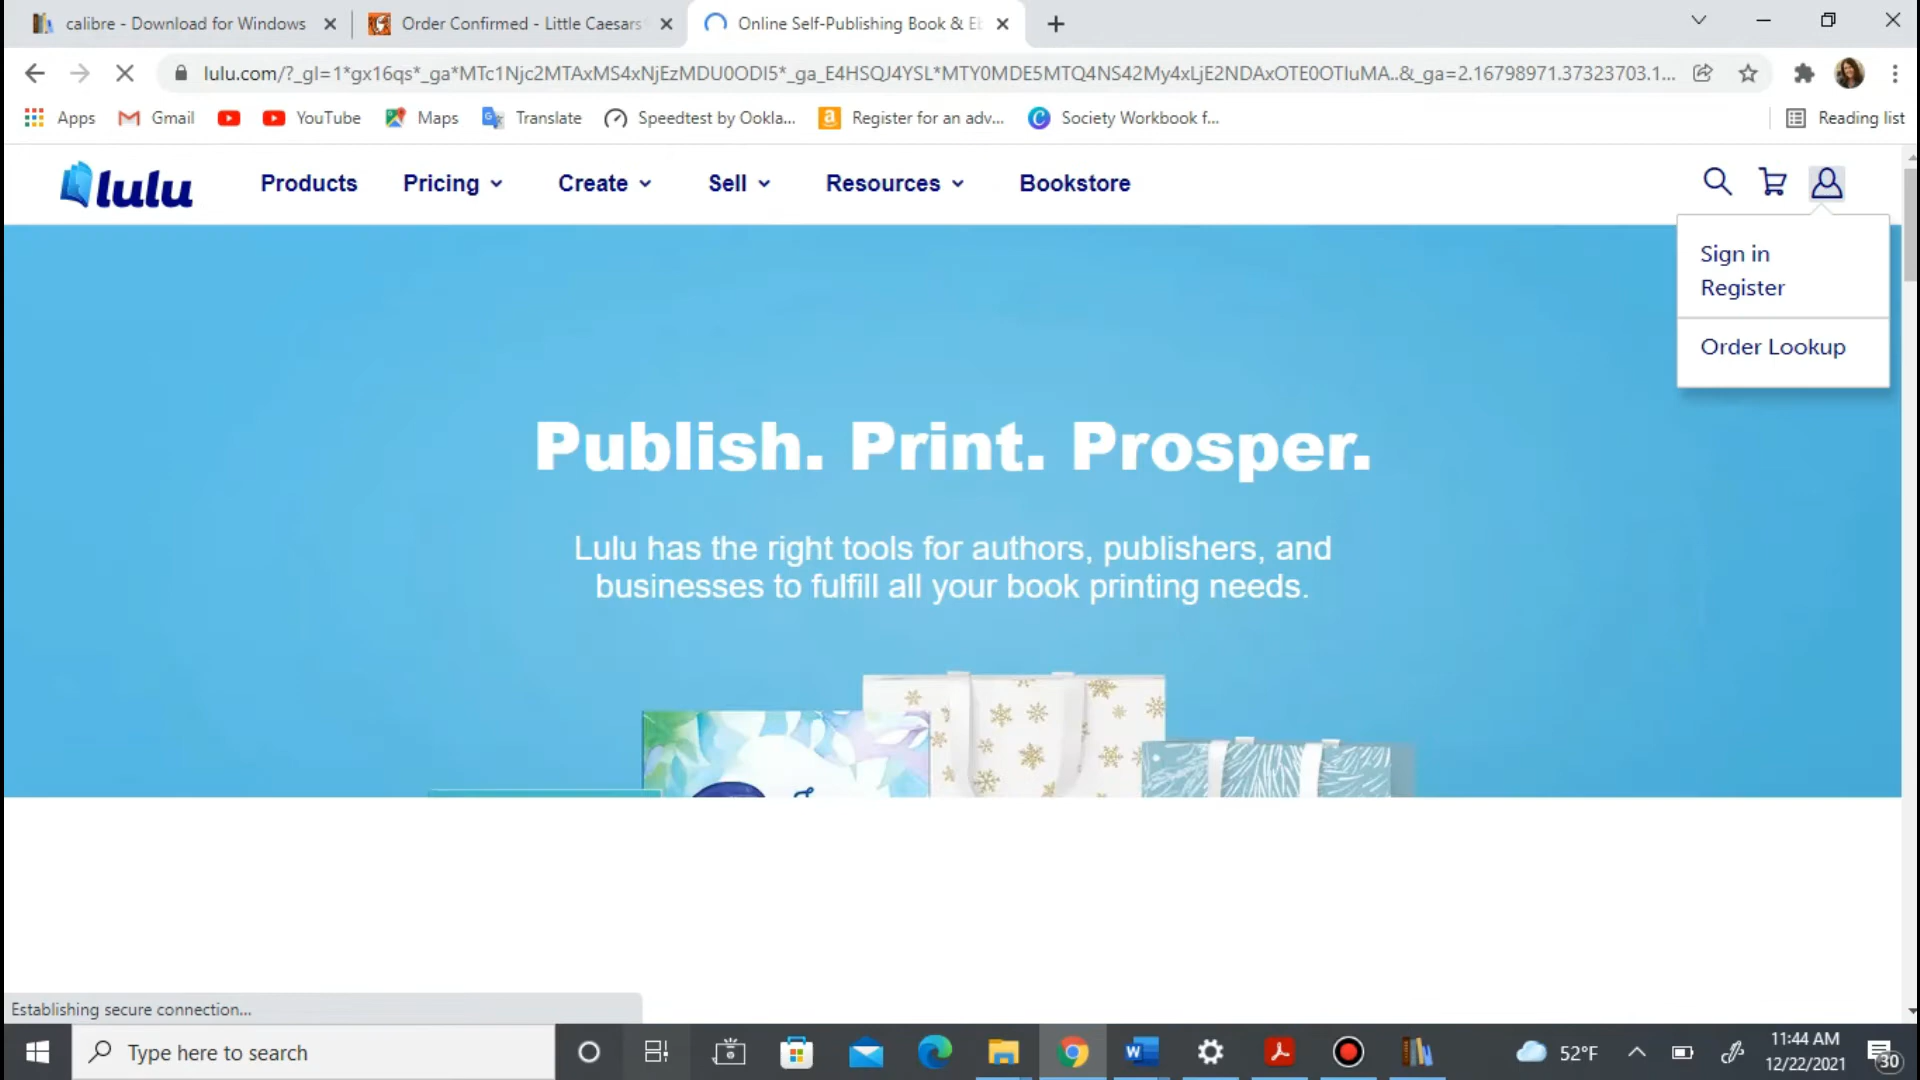 calibre - Download for Windows
Order Confirmed - Little Caesars
Online Self-Publishing Book & Eb
lulu.com/?_gl=1*gx16qs*_ga*MTc1Njc2MTAxMS4xNjEzMDU0ODI5*_ga_E4HSQJ4YSL*MTY0MDE5MTQ4NS42My4xLjE2NDAxOTE0OTIuMA..&_ga=2.16798971.37323703.1...
Apps
Gmail
YouTube
Maps
Translate
Speedtest by Ookla...
Register for an adv...
Society Workbook f...
Reading list
lulu
Products
Pricing
Create
Sell
Resources
Bookstore
Sign in
Register
Order Lookup
Publish. Print. Prosper.
Lulu has the right tools for authors, publishers, and
businesses to fulfill all your book printing needs.
Establishing secure connection...
Type here to search
52°F
11:44 AM
12/22/2021
30